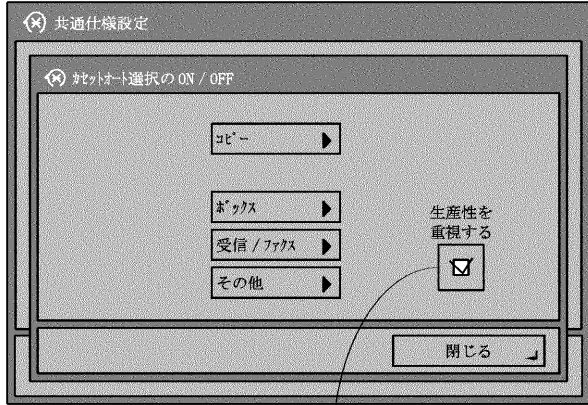 共通仕様設定
ｶｾｯﾄｵｰﾄ選択の ON / OFF
ｺﾋﾟｰ
ﾎﾞｯｸｽ
生産性を
重視する
受信 / ﾌｧｸｽ
その他
閉じる